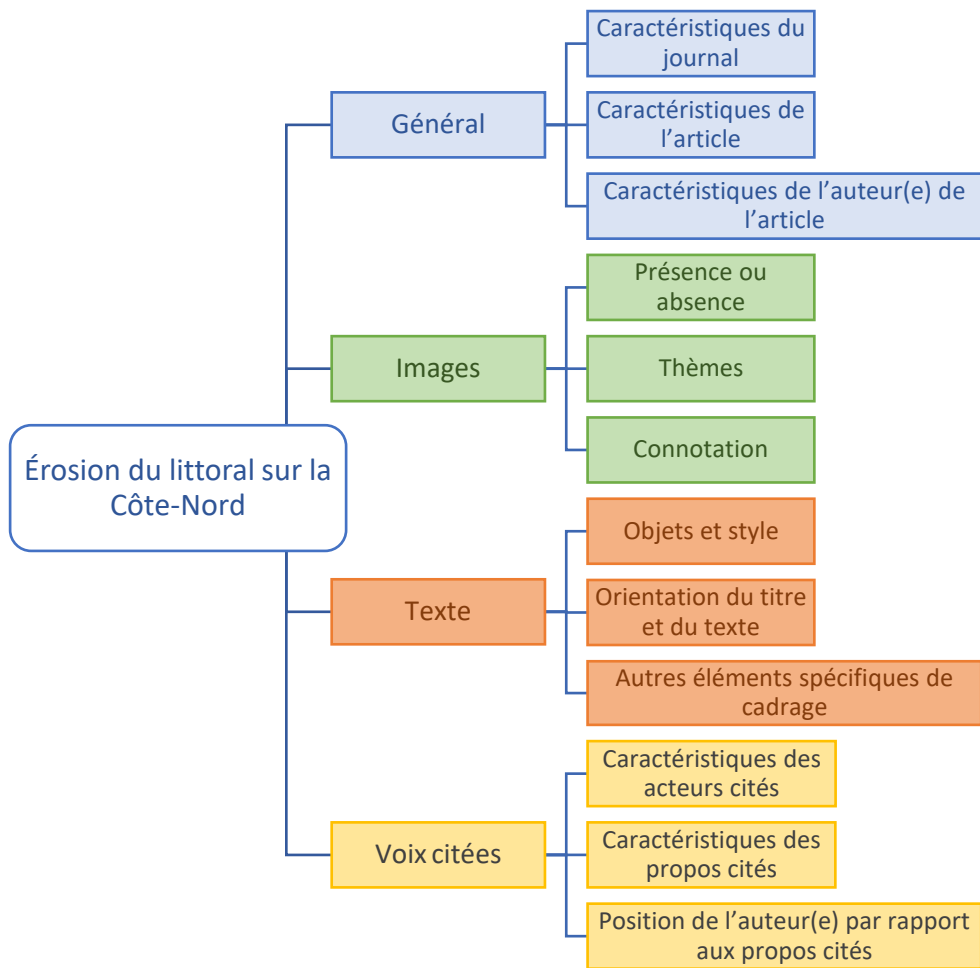 Érosion du littoral sur la
Côte-Nord
Général
Caractéristiques du
journal
Caractéristiques de
l’article
Caractéristiques de l’auteur(e) de
l’article
Images
Présence ou
absence
Thèmes
Connotation
Texte
Objets et style
Orientation du titre
et du texte
Autres éléments spécifiques de
cadrage
Voix citées
Caractéristiques des
acteurs cités
Caractéristiques des
propos cités
Position de l’auteur(e) par rapport
aux propos cités